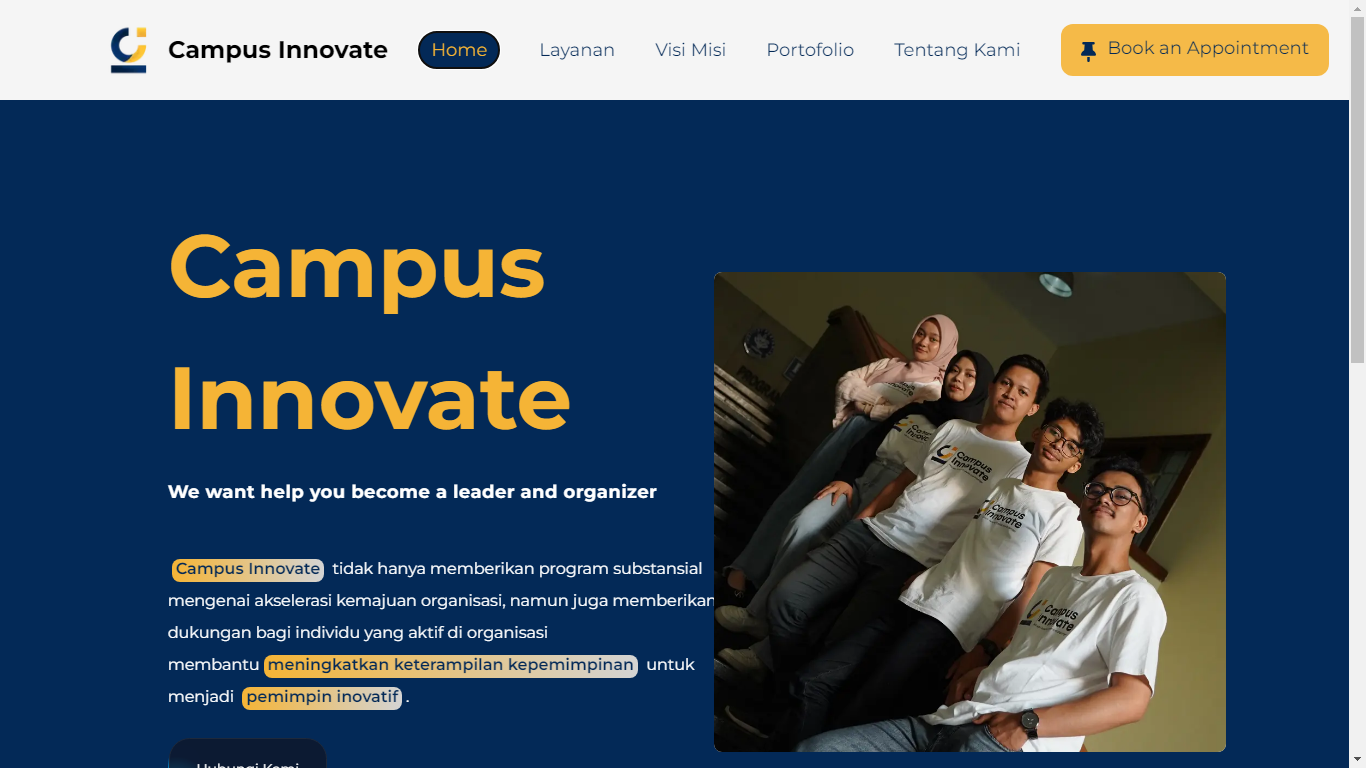 Campus Innovate
Home
Layanan
Visi Misi
Portofolio
Tentang Kami
Book an Appointment
Campus
Innovate
We want help you become a leader and organizer
Campus Innovate tidak hanya memberikan program substansial
mengenai akselerasi kemajuan organisasi, namun juga memberikan
dukungan bagi individu yang aktif di organisasi
membantu meningkatkan keterampilan kepemimpinan untuk
menjadi pemimpin inovatif .
Hubungi Kami
PROGRAM
Campus
Innovate
Campus
Innovate
Campus
Innovate